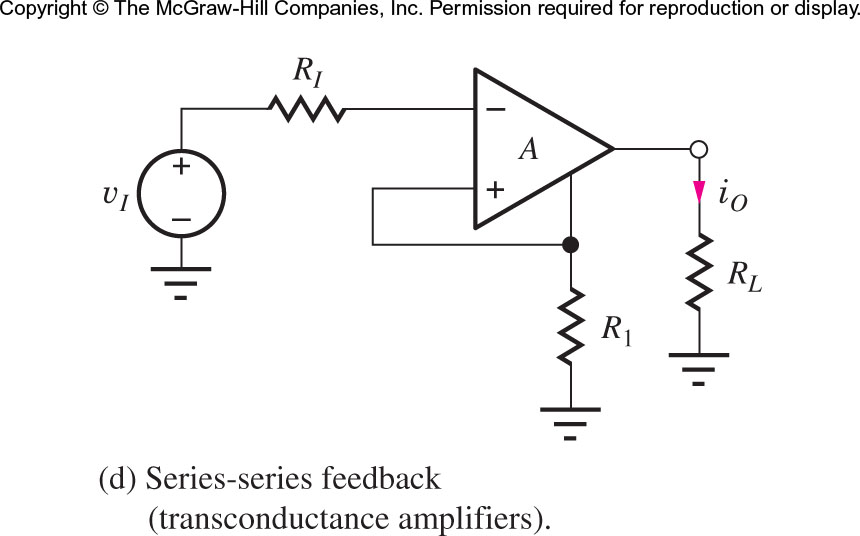 Copyright © The McGraw-Hill Companies, Inc. Permission required for reproduction or display.
R_I
−
A
+
v_I
+
−
i_O
R_L
R_1
(d) Series-series feedback
(transconductance amplifiers).